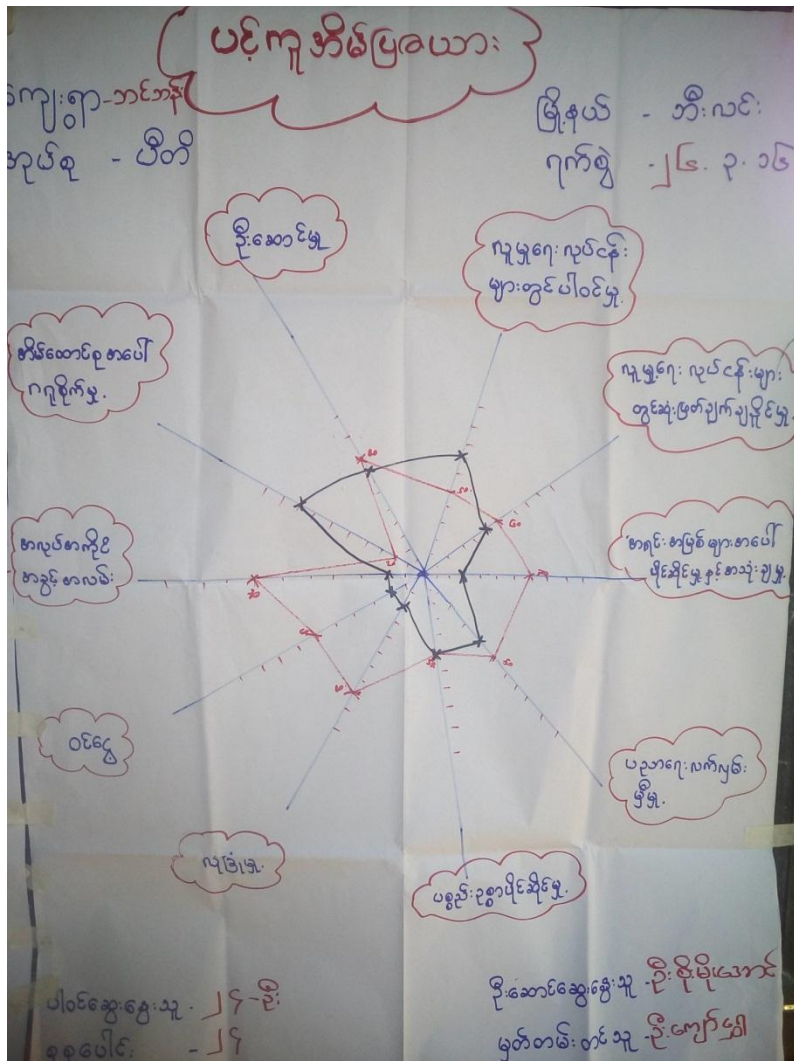 ပင့်ကူအိမ်ပြဇယား
ကျေးရွာ-ဘင်ဘန်း
မြို့နယ် - ဘီးလင်း
အုပ်စု - ပီတိ
ရက်စွဲ - ၂၆.၃.၁၆
ဦးဆောင်မှု
လူမှုရေးလုပ်ငန်း
များတွင်ပါဝင်မှု
အိမ်ထောင်စုအပေါ်
ဂရုစိုက်မှု
လူမှုရေးလုပ်ငန်းများ
တွင်ဆုံးဖြတ်ချက်ချနိုင်မှု
အလုပ်အကိုင်
အခွင့်အလမ်း
အရင်းအမြစ်များအပေါ်
ပိုင်ဆိုင်မှုနှင့်အသုံးချမှု
ဝင်ငွေ
ပညာရေးလက်လှမ်း
မှီမှု
လုံခြုံမှု
ပစ္စည်းဥစ္စာပိုင်ဆိုင်မှု
ပါဝင်ဆွေးနွေးသူ - ၂၄-ဦး
ဦးဆောင်ဆွေးနွေးသူ - ဦးစိုးမိုးအောင်
စုစုပေါင်း - ၂၄
မှတ်တမ်းတင်သူ - ဦးကျော်